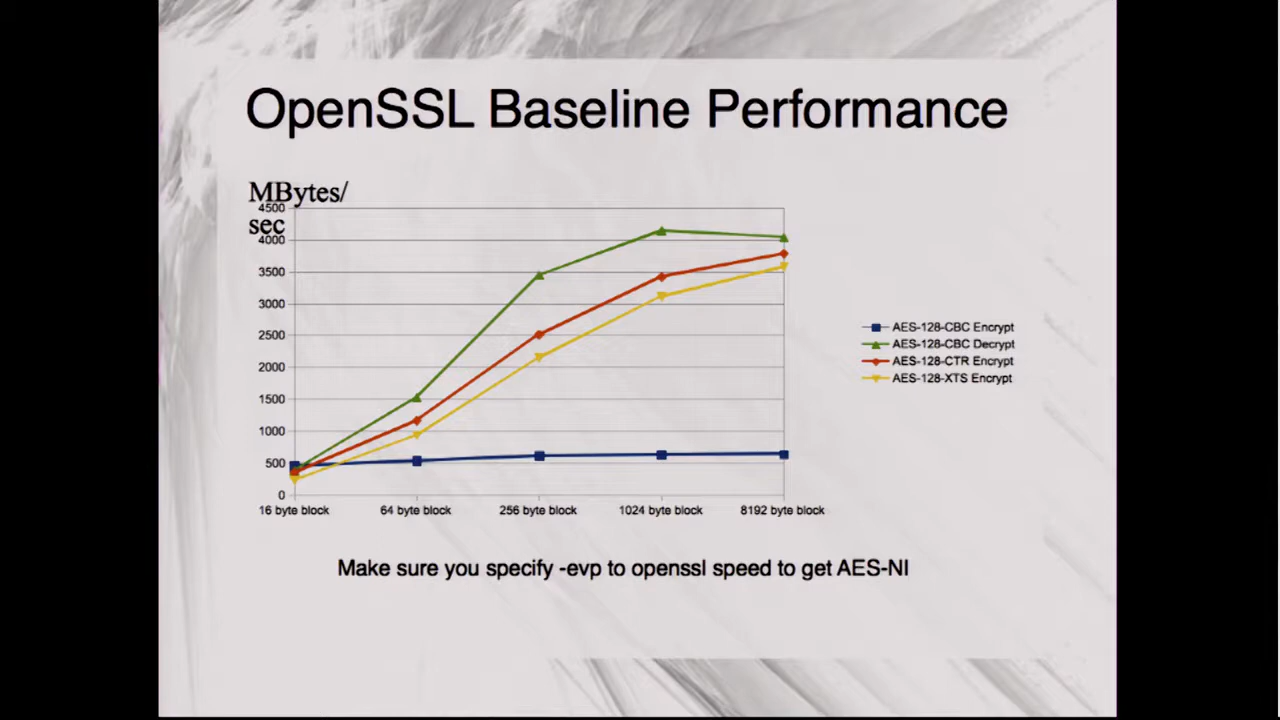 OpenSSL Baseline Performance
MBytes/
sec
4500
4000
3500
3000
2500
2000
1500
1000
500
0
16 byte block
64 byte block
256 byte block
1024 byte block
8192 byte block
AES-128-CBC Encrypt
AES-128-CBC Decrypt
AES-128-CTR Encrypt
AES-128-XTS Encrypt
Make sure you specify -evp to openssl speed to get AES-NI